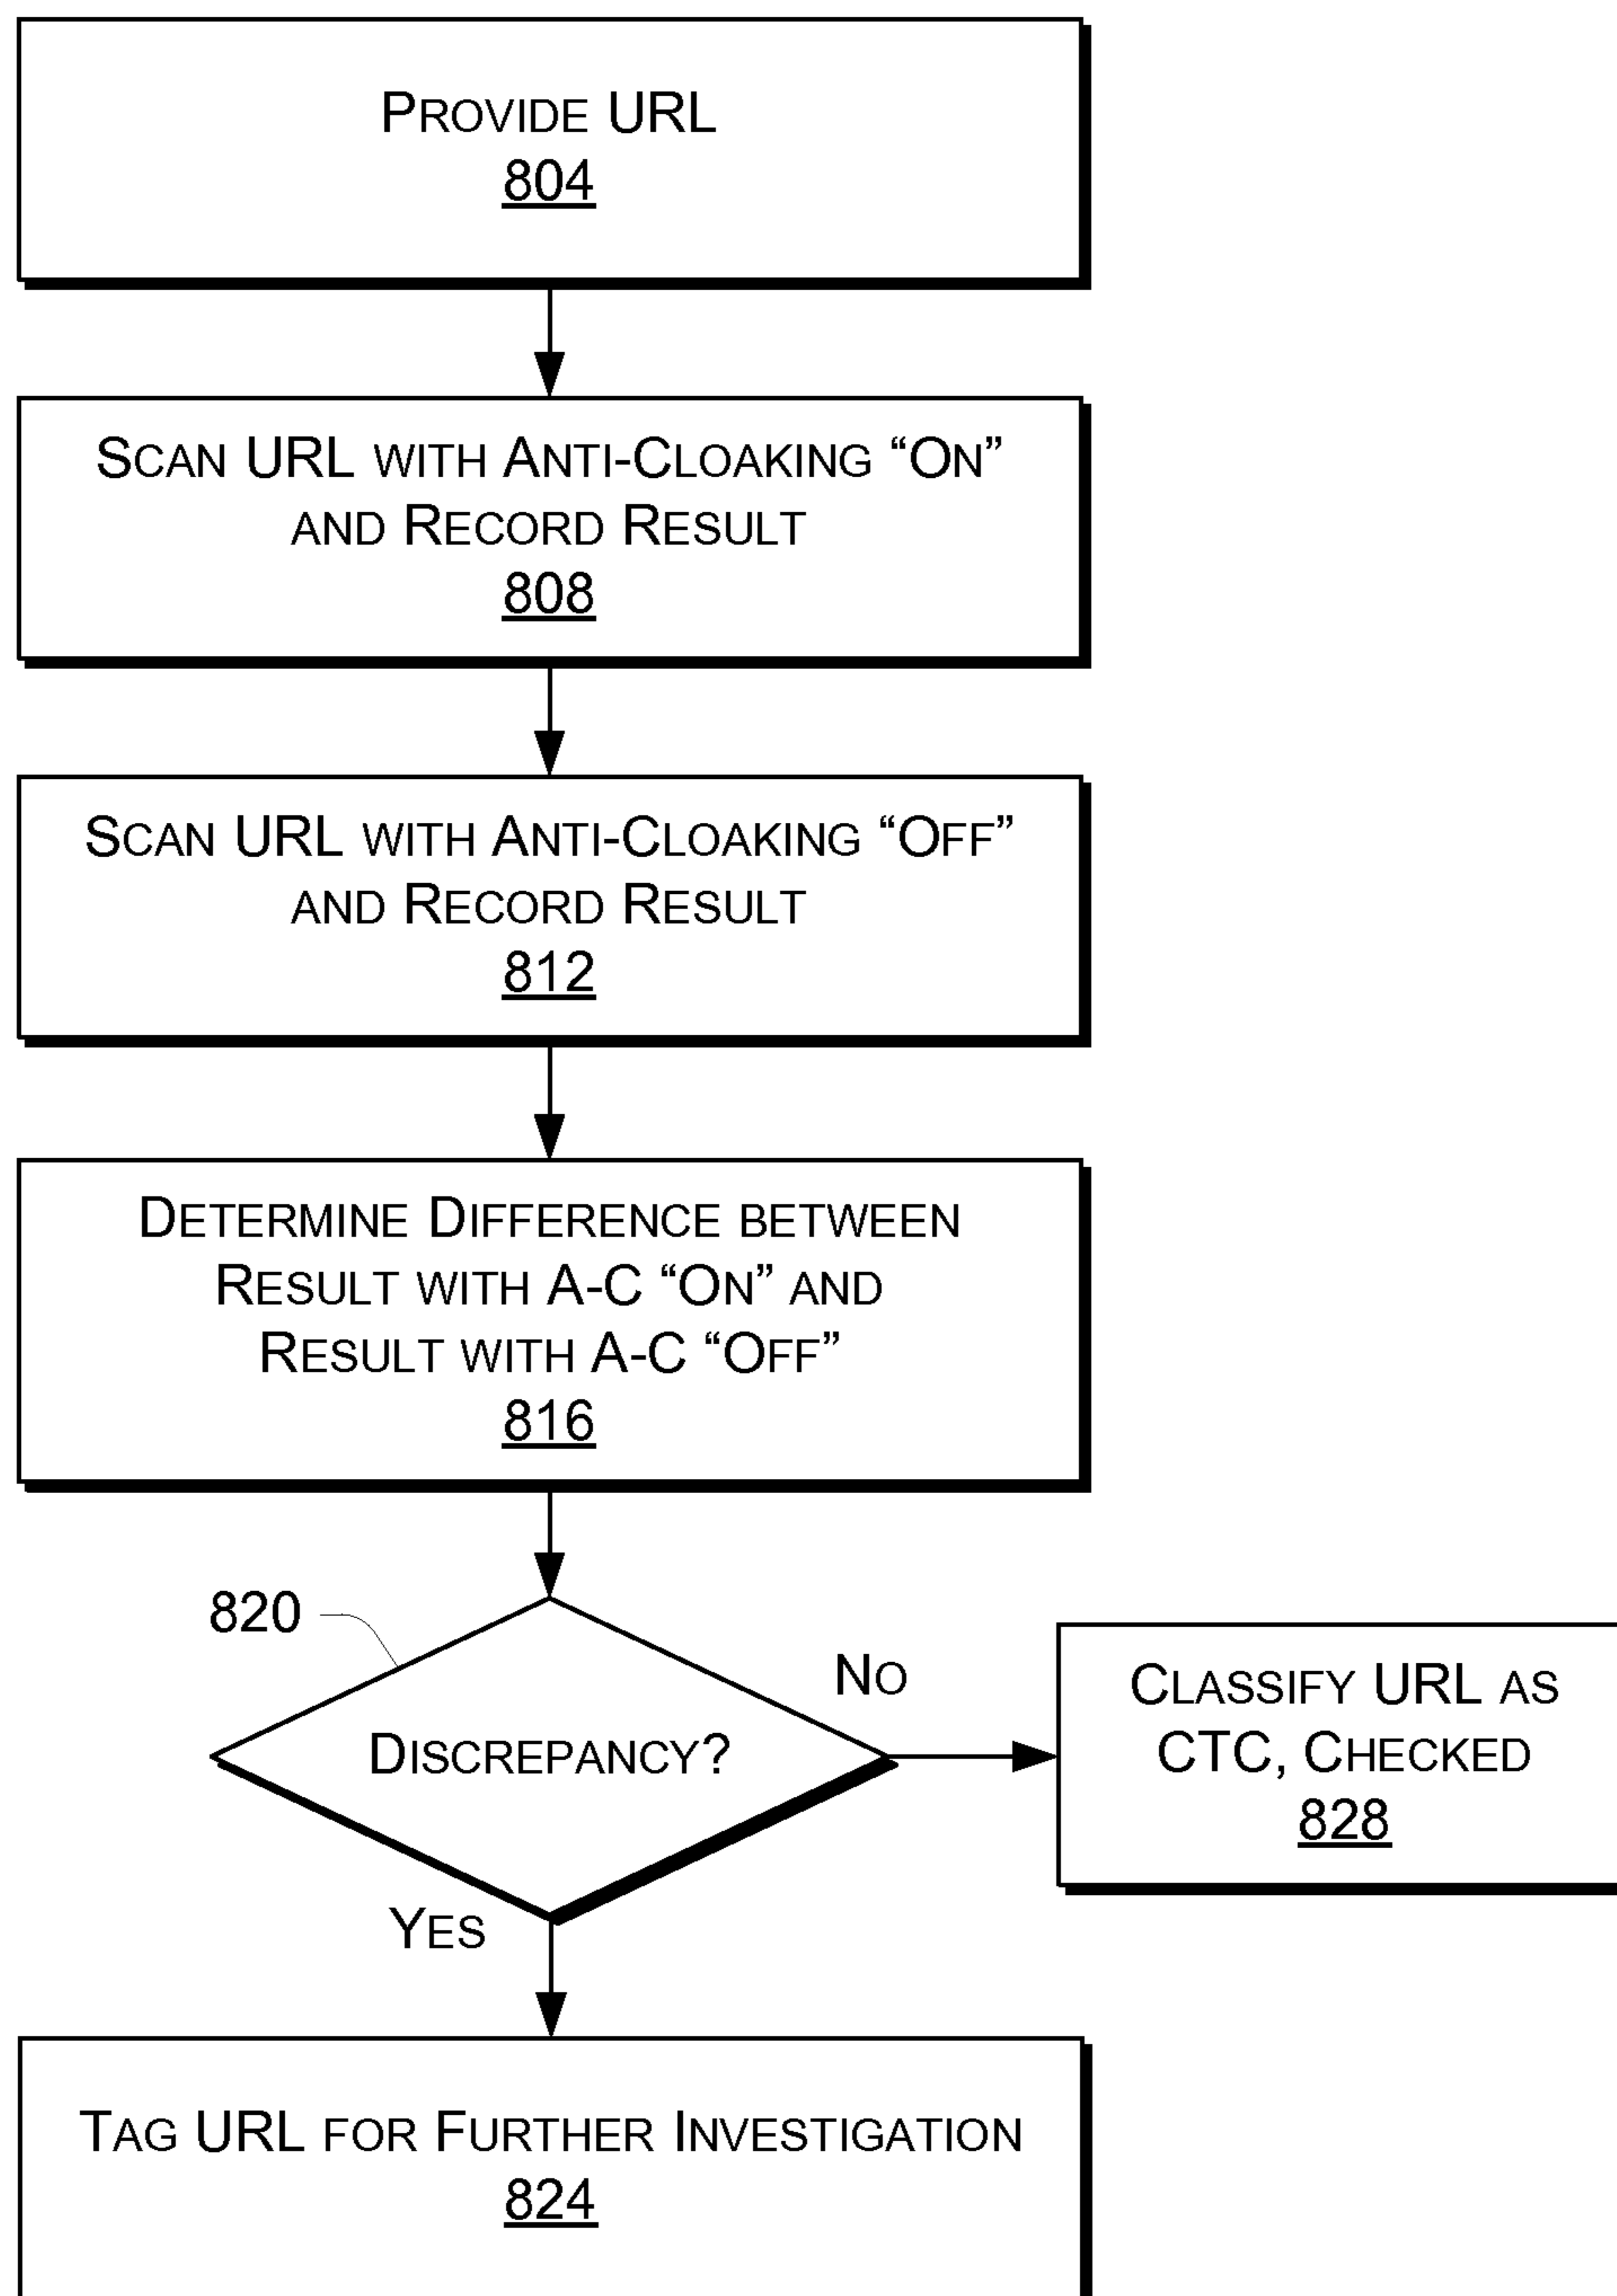 PROVIDE URL
804
SCAN URL WITH ANTI-CLOAKING “ON”
AND RECORD RESULT
808
SCAN URL WITH ANTI-CLOAKING “OFF”
AND RECORD RESULT
812
DETERMINE DIFFERENCE BETWEEN
RESULT WITH A-C “ON” AND
RESULT WITH A-C “OFF”
816
820
DISCREPANCY?
NO
CLASSIFY URL AS
CTC, CHECKED
828
YES
TAG URL FOR FURTHER INVESTIGATION
824